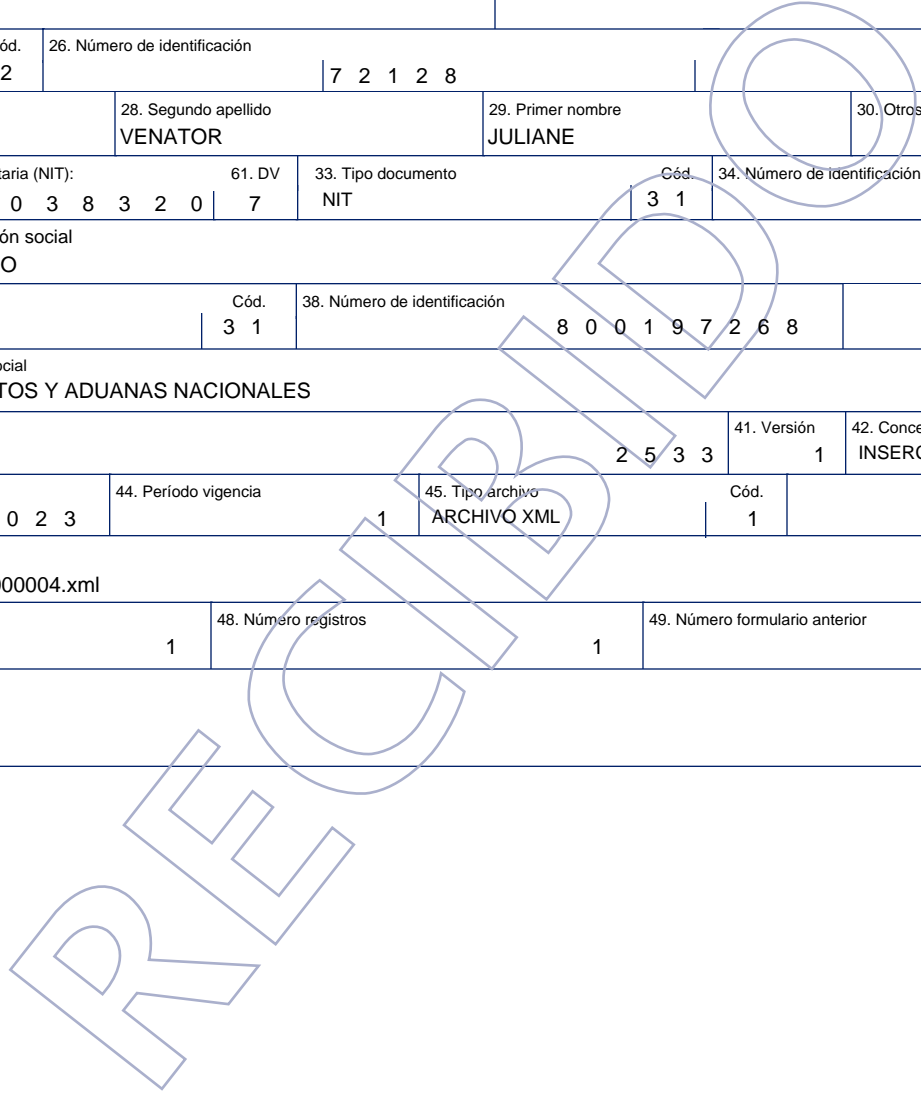 ód. 26. Número de identificación
2 7 2 1 2 8
28. Segundo apellido 29. Primer nombre 30. Otros
VENATOR JULIANE
taria (NIT): 61. DV 33. Tipo documento Cód. 34. Número de identificación
0 3 8 3 2 0 7 NIT 3 1
ón social
O
Cód. 38. Número de identificación
3 1 8 0 0 1 9 7 2 6 8
ocial
TOS Y ADUANAS NACIONALES
41. Versión 42. Conce
2 5 3 3 1 INSERC
44. Período vigencia 45. Tipo archivo Cód.
0 2 3 1 ARCHIVO XML 1
000004.xml
48. Número registros 49. Número formulario anterior
1 1
RECIBIDO